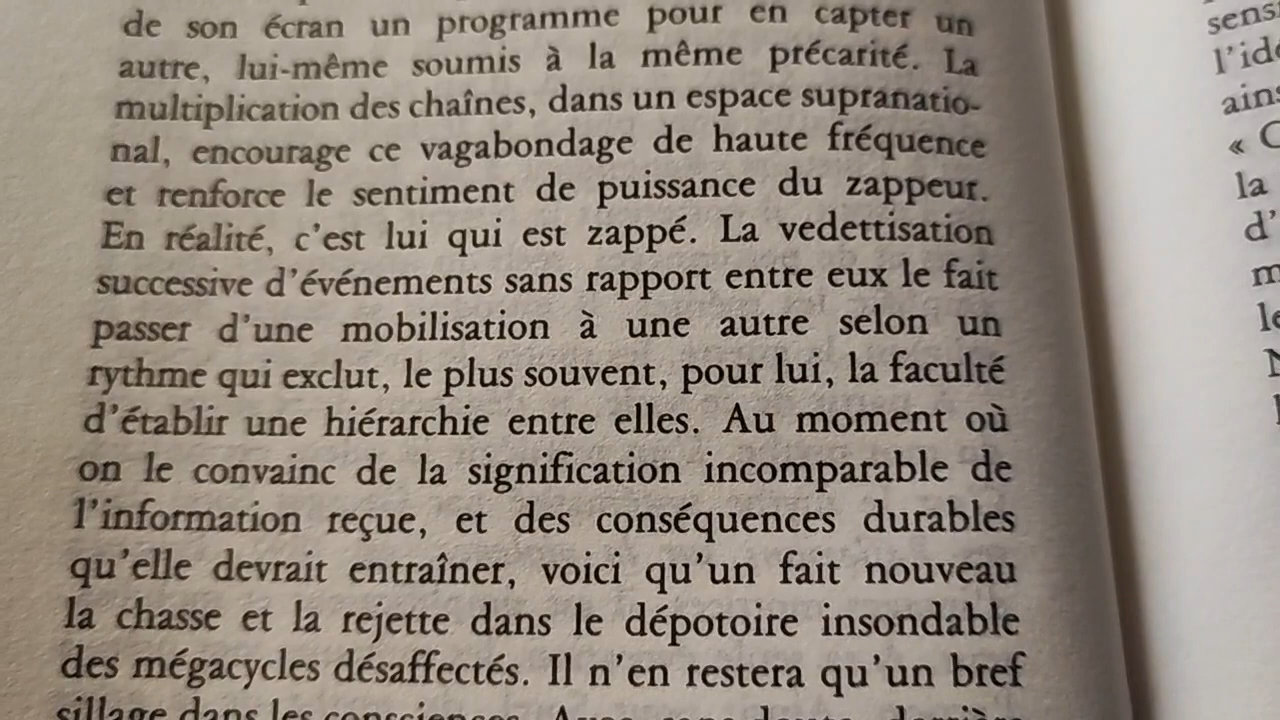 de son écran un programme pour en capter un
autre, lui-même soumis à la même précarité. La
multiplication des chaînes, dans un espace supranatio-
nal, encourage ce vagabondage de haute fréquence
et renforce le sentiment de puissance du zappeur.
En réalité, c'est lui qui est zappé. La vedettisation
successive d'événements sans rapport entre eux le fait
passer d'une mobilisation à une autre selon un
rythme qui exclut, le plus souvent, pour lui, la faculté
d'établir une hiérarchie entre elles. Au moment où
on le convainc de la signification incomparable de
l'information reçue, et des conséquences durables
qu'elle devrait entraîner, voici qu'un fait nouveau
la chasse et la rejette dans le dépotoire insondable
des mégacycles désaffectés. Il n'en restera qu'un bref
sillage dans les consciences.
« 
la
d'